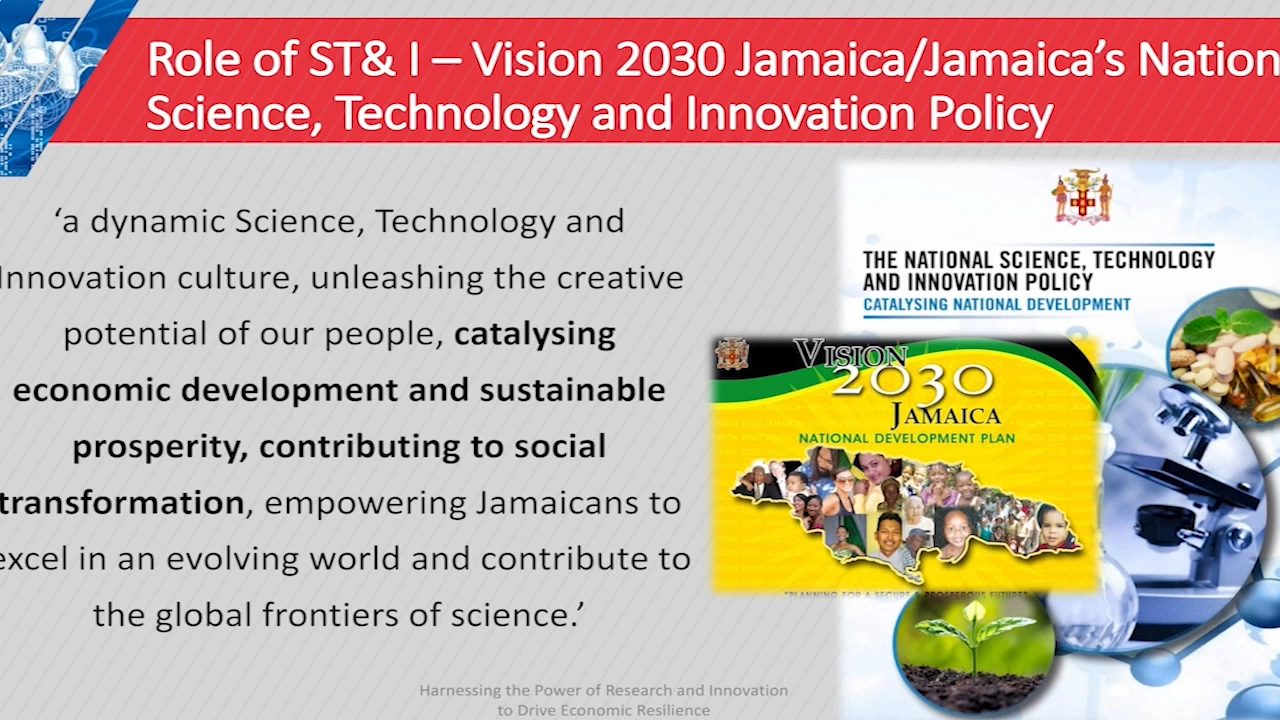 Role of ST& I – Vision 2030 Jamaica/Jamaica’s Nation
Science, Technology and Innovation Policy
‘a dynamic Science, Technology and
Innovation culture, unleashing the creative
potential of our people, catalysing
economic development and sustainable
prosperity, contributing to social
transformation, empowering Jamaicans to
excel in an evolving world and contribute to
the global frontiers of science.’
THE NATIONAL SCIENCE, TECHNOLOGY
AND INNOVATION POLICY
CATALYSING NATIONAL DEVELOPMENT
VISION
2030
JAMAICA
NATIONAL DEVELOPMENT PLAN
"PLANNING FOR A SECURE & PROSPEROUS FUTURE"
Harnessing the Power of Research and Innovation
to Drive Economic Resilience